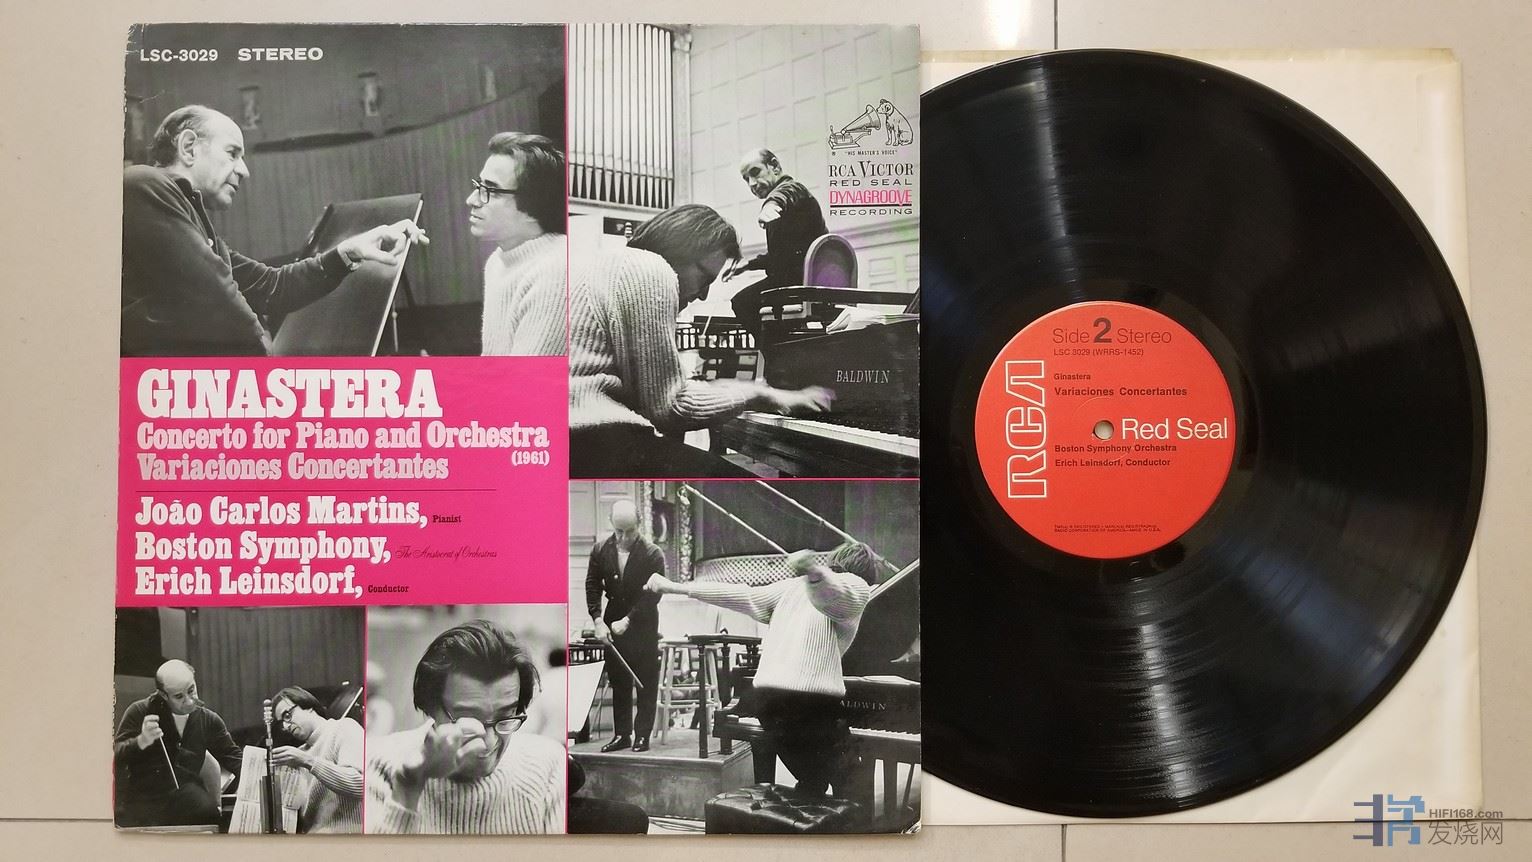 LSC-3029 STEREO
"HIS MASTER'S VOICE"
RCA VICTOR
RED SEAL
DYNAGROOVE
RECORDING
BALDWIN
GINASTERA
Concerto for Piano and Orchestra
(1961)
Variaciones Concertantes
João Carlos Martins, Pianist
Boston Symphony, The Aristocrat of Orchestras
Erich Leinsdorf, Conductor
ALDWIN
Side 2 Stereo
LSC 3029 (WRRS-1452)
Ginastera
Variaciones Concertantes
RCA
Red Seal
Boston Symphony Orchestra
Erich Leinsdorf, Conductor
HIFI168.com
发烧网